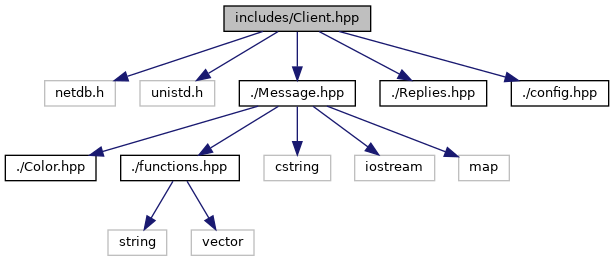 includes/Client.hpp
netdb.h
unistd.h
./Message.hpp
./Replies.hpp
./config.hpp
./Color.hpp
./functions.hpp
cstring
iostream
map
string
vector